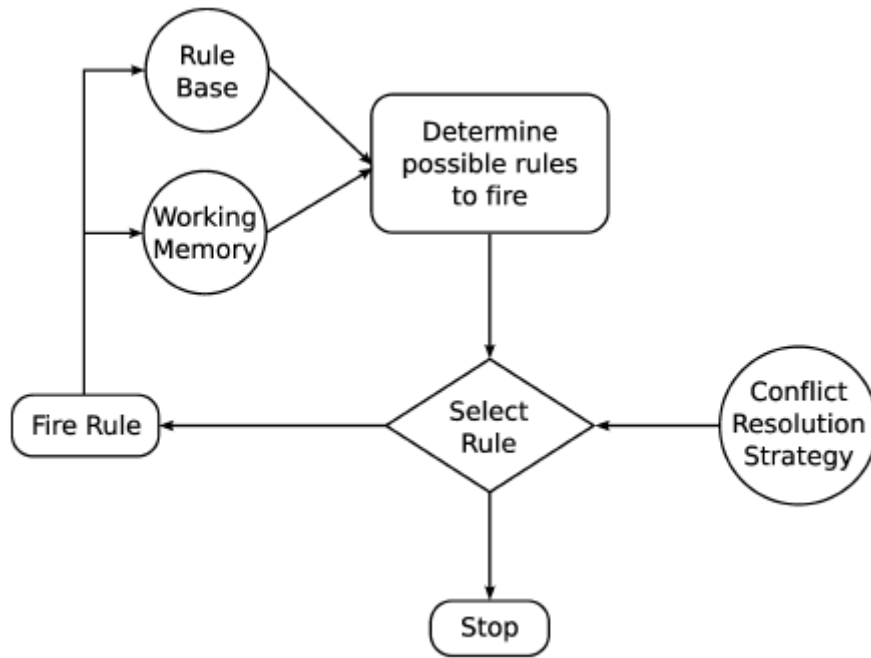 Rule
Base
Determine
possible rules
to fire
Working
Memory
Fire Rule
Select
Rule
Conflict
Resolution
Strategy
Stop